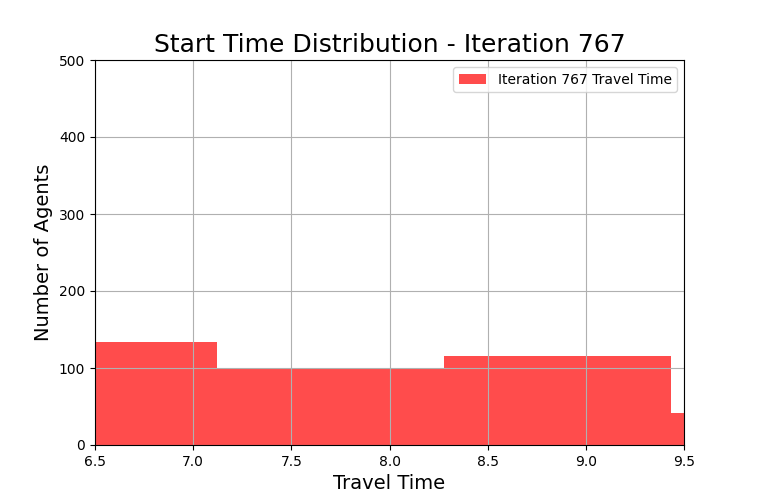 Start Time Distribution - Iteration 767
Iteration 767 Travel Time
Number of Agents
500
400
300
200
100
0
6.5 7.0 7.5 8.0 8.5 9.0 9.5
Travel Time